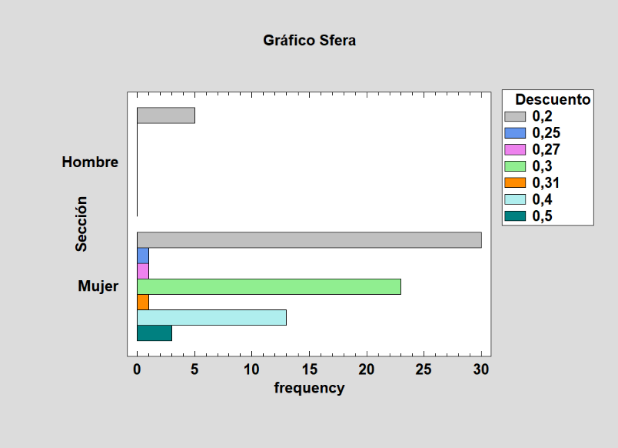 Gráfico Sfera
Descuento
0,2
0,25
0,27
0,3
0,31
0,4
0,5
Hombre
Sección
Mujer
0 5 10 15 20 25 30
frequency